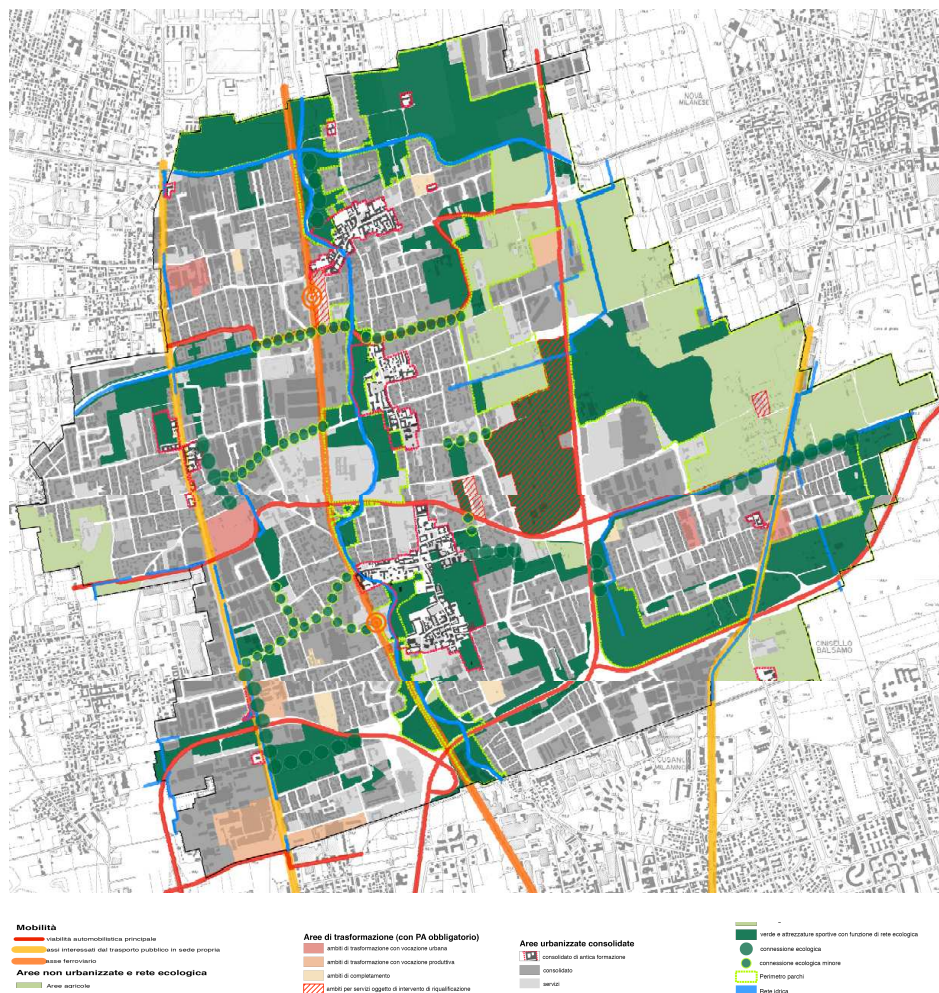 NOVA
MILANESE
CINISELLO
BALSAMO
CUSANO
MILANINO
Mobilità
viabilità automobilistica principale
assi interessati dal trasporto pubblico in sede propria
asse ferroviario
Aree non urbanizzate e rete ecologica
Aree agricole
Aree di trasformazione (con PA obbligatorio)
ambiti di trasformazione con vocazione urbana
ambiti di trasformazione con vocazione produttiva
ambiti di completamento
ambiti per servizi oggetto di intervento di riqualificazione
Aree urbanizzate consolidate
consolidato di antica formazione
consolidato
servizi
verde e attrezzature sportive con funzione di rete ecologica
connessione ecologica
connessione ecologica minore
Perimetro parchi
Rete idrica